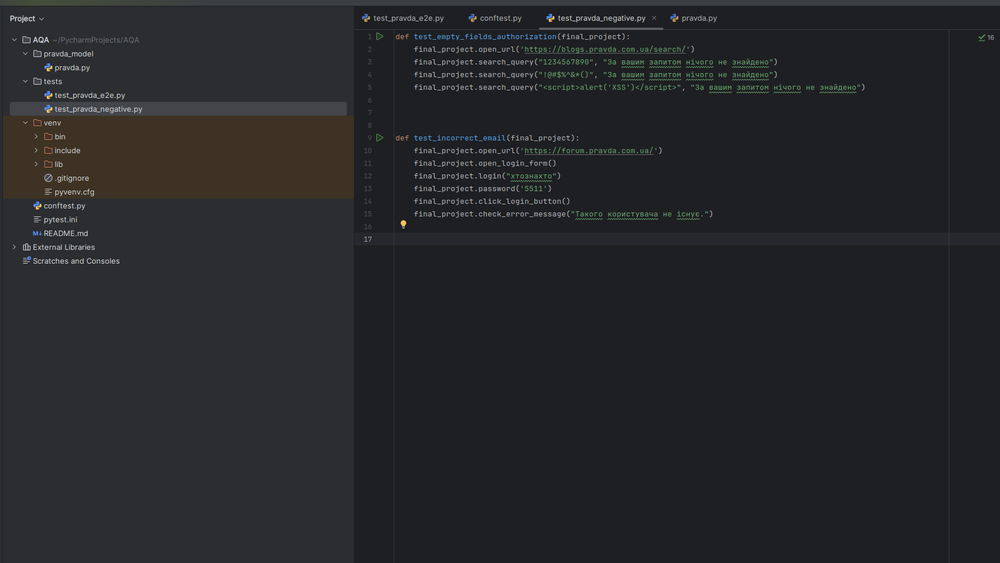 Project
AQA ~/PycharmProjects/AQA
pravda_model
pravda.py
tests
test_pravda_e2e.py
test_pravda_negative.py
venv
bin
include
lib
.gitignore
pyvenv.cfg
conftest.py
pytest.ini
M↓ README.md
External Libraries
Scratches and Consoles
test_pravda_e2e.py conftest.py test_pravda_negative.py × pravda.py
16
1 def test_empty_fields_authorization(final_project):
2 final_project.open_url('https://blogs.pravda.com.ua/search/')
3 final_project.search_query("1234567890", "За вашим запитом нічого не знайдено")
4 final_project.search_query("!@#$%^&*()", "За вашим запитом нічого не знайдено")
5 final_project.search_query("<script>alert('XSS')</script>", "За вашим запитом нічого не знайдено")
6
7
8
9 def test_incorrect_email(final_project):
10 final_project.open_url('https://forum.pravda.com.ua/')
11 final_project.open_login_form()
12 final_project.login("хтознахто")
13 final_project.password('5511')
14 final_project.click_login_button()
15 final_project.check_error_message("Такого користувача не існує.")
16
17